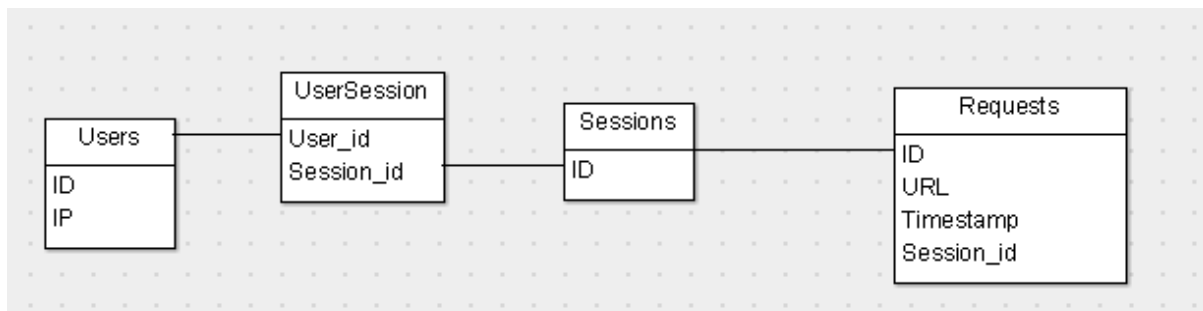 Users
ID
IP
UserSession
User_id
Session_id
Sessions
ID
Requests
ID
URL
Timestamp
Session_id